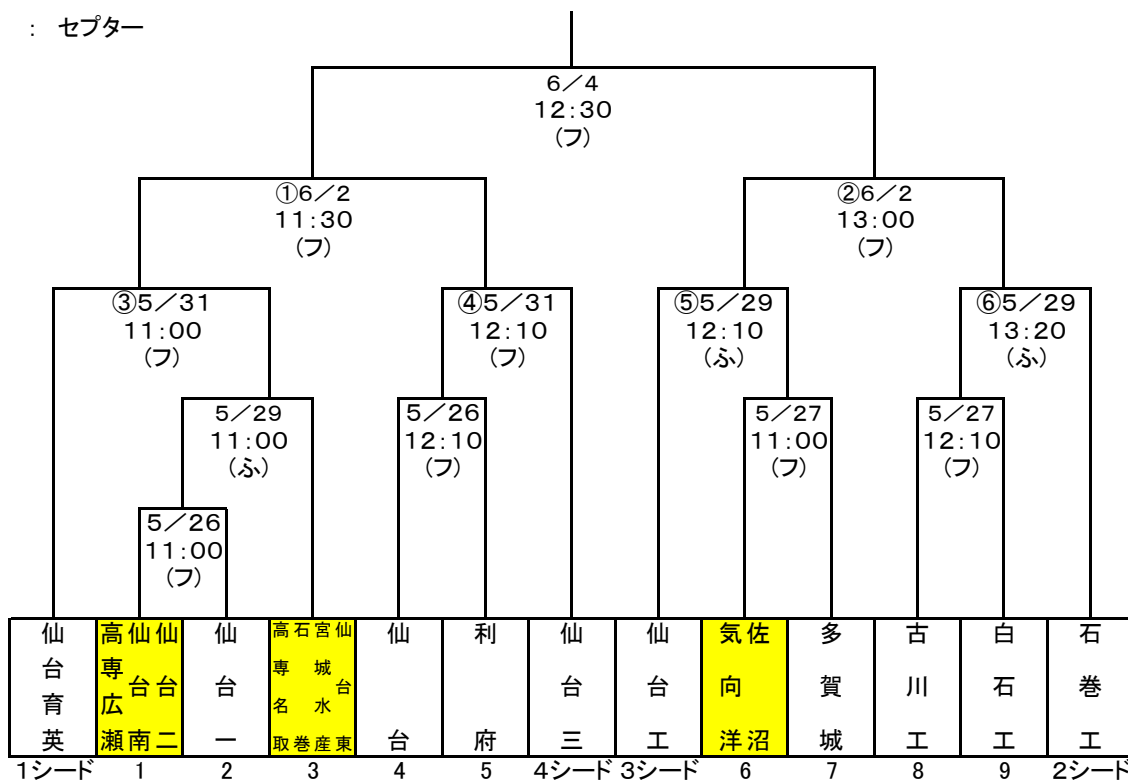 ： セプター
6／4
12:30
(フ)
①6／2
11:30
(フ)
②6／2
13:00
(フ)
③5／31
11:00
(フ)
④5／31
12:10
(フ)
⑤5／29
12:10
(ふ)
⑥5／29
13:20
(ふ)
5／29
11:00
(ふ)
5／26
12:10
(フ)
5／27
11:00
(フ)
5／27
12:10
(フ)
5／26
11:00
(フ)
仙台育英
仙台二
仙台南
高専広瀬
仙台一
仙台東
宮城水産
石巻
高専名取
仙台
利府
仙台三
仙台工
佐沼
気向洋
多賀城
古川工
白石工
石巻工
1シード 1 2 3 4 5 4シード 3シード 6 7 8 9 2シード